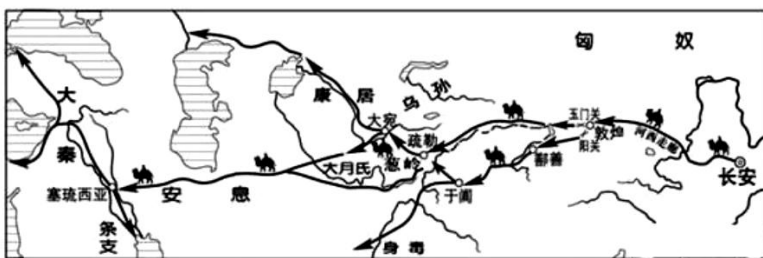 匈奴
乌孙
康居
大宛
疏勒
葱岭
大月氏
玉门关
敦煌
阳关
河西走廊
鄯善
长安
于阗
大秦
塞琉西亚
安息
条支
身毒